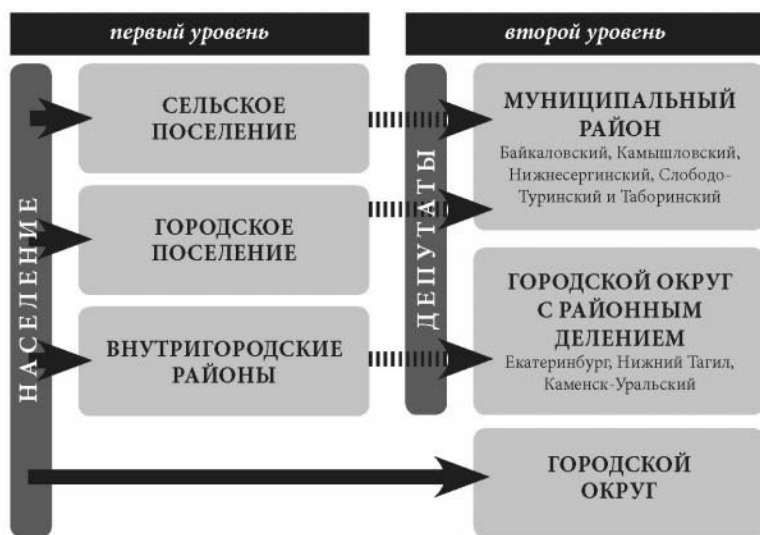 первый уровень
второй уровень
НАСЕЛЕНИЕ
СЕЛЬСКОЕ
ПОСЕЛЕНИЕ
ГОРОДСКОЕ
ПОСЕЛЕНИЕ
ВНУТРИГОРОДСКИЕ
РАЙОНЫ
ДЕПУТАТЫ
МУНИЦИПАЛЬНЫЙ
РАЙОН
Байкаловский, Камышловский,
Нижнесергинский, Слободо-
Туринский и Таборинский
ГОРОДСКОЙ ОКРУГ
С РАЙОННЫМ
ДЕЛЕНИЕМ
Екатеринбург, Нижний Тагил,
Каменск-Уральский
ГОРОДСКОЙ
ОКРУГ